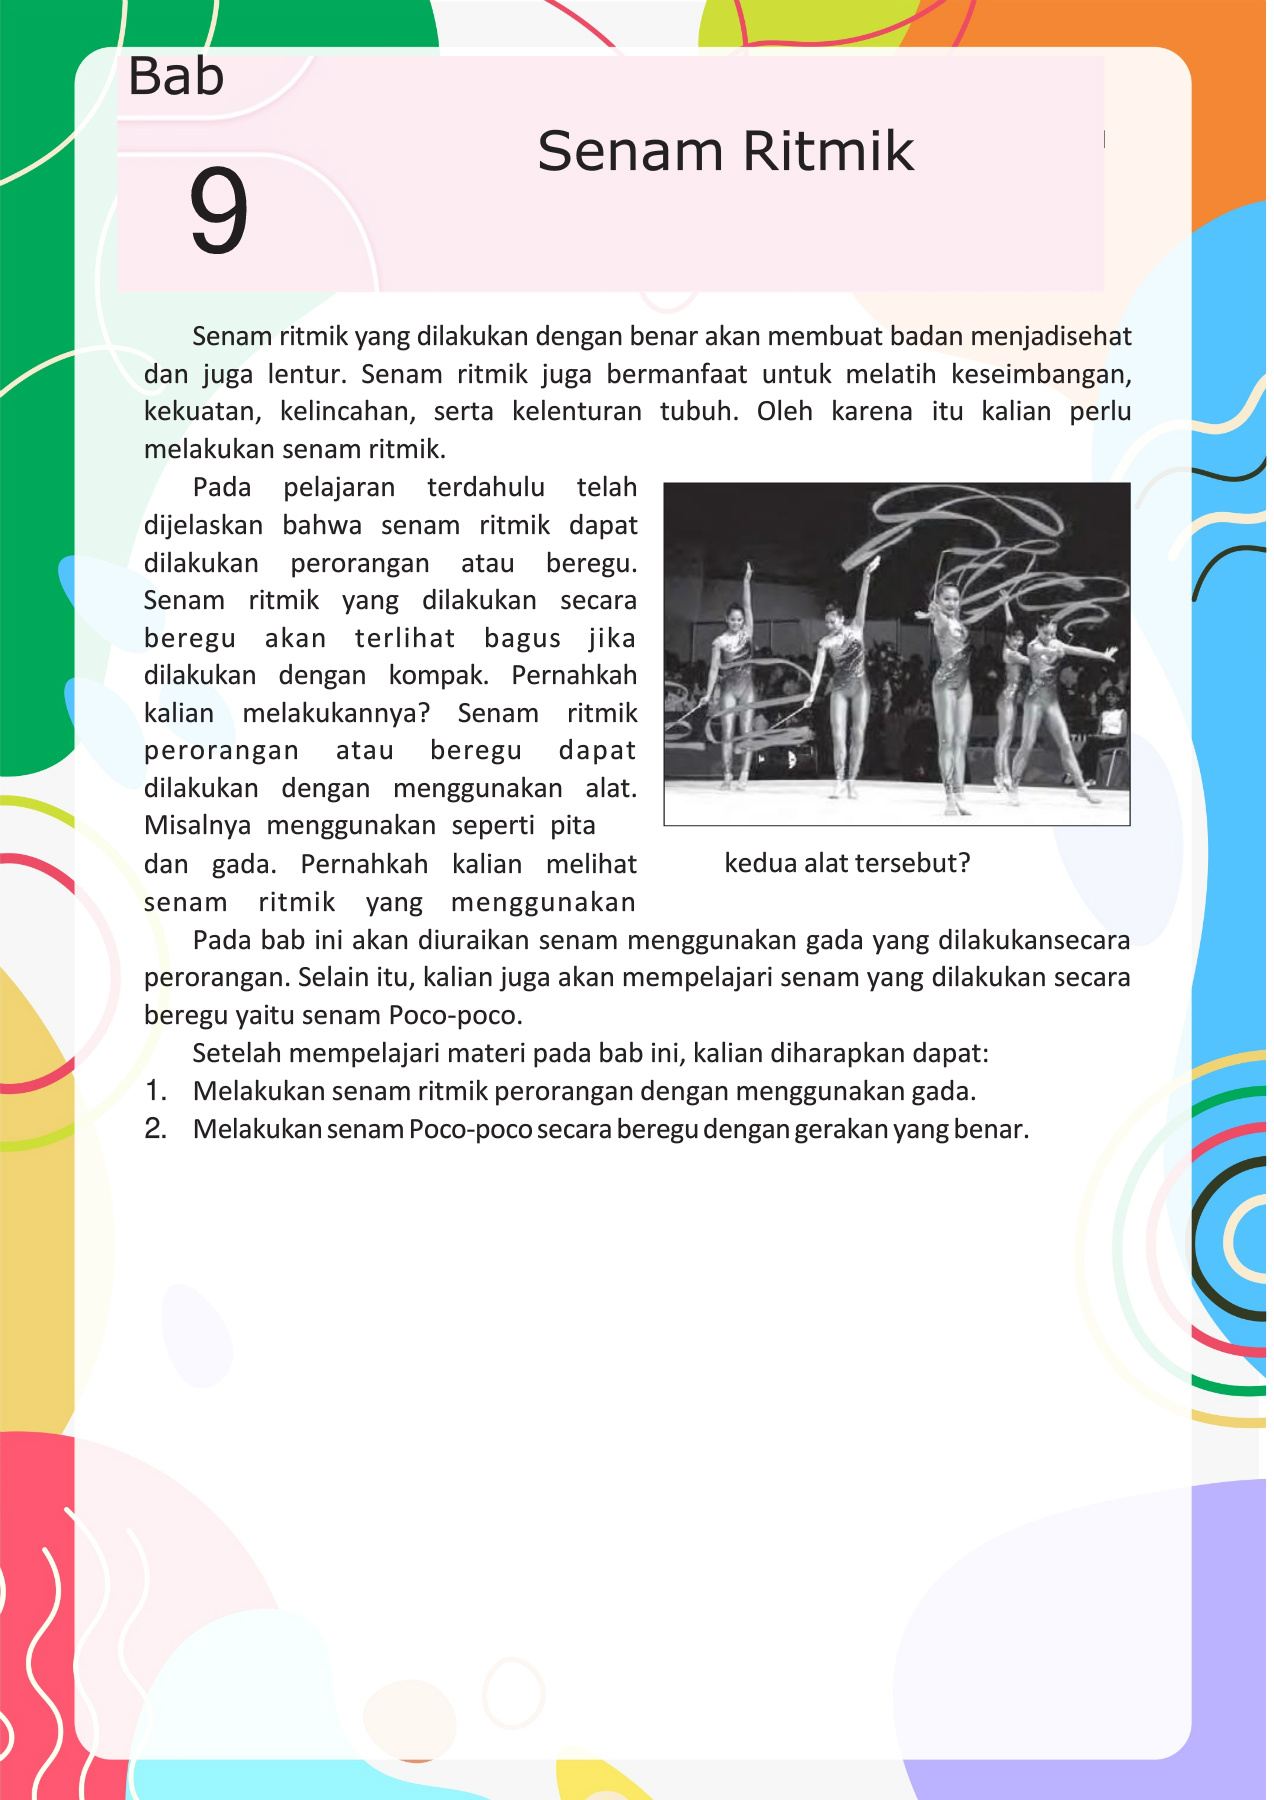 Bab
9
Senam Ritmik
Senam ritmik yang dilakukan dengan benar akan membuat badan menjadisehat
dan juga lentur. Senam ritmik juga bermanfaat untuk melatih keseimbangan,
kekuatan, kelincahan, serta kelenturan tubuh. Oleh karena itu kalian perlu
melakukan senam ritmik.
Pada pelajaran terdahulu telah
dijelaskan bahwa senam ritmik dapat
dilakukan perorangan atau beregu.
Senam ritmik yang dilakukan secara
beregu akan terlihat bagus jika
dilakukan dengan kompak. Pernahkah
kalian melakukannya? Senam ritmik
perorangan atau beregu dapat
dilakukan dengan menggunakan alat.
Misalnya menggunakan seperti pita
dan gada. Pernahkah kalian melihat
senam ritmik yang menggunakan
kedua alat tersebut?
Pada bab ini akan diuraikan senam menggunakan gada yang dilakukansecara
perorangan. Selain itu, kalian juga akan mempelajari senam yang dilakukan secara
beregu yaitu senam Poco-poco.
Setelah mempelajari materi pada bab ini, kalian diharapkan dapat:
1. Melakukan senam ritmik perorangan dengan menggunakan gada.
2. Melakukan senam Poco-poco secara beregu dengan gerakan yang benar.